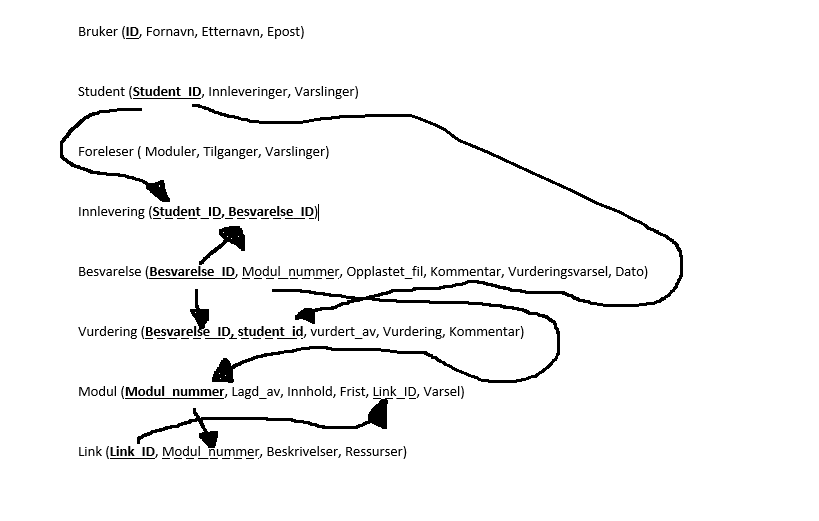 Bruker (ID, Fornavn, Etternavn, Epost)
Student (Student_ID, Innleveringer, Varslinger)
Foreleser ( Moduler, Tilganger, Varslinger)
Innlevering (Student_ID, Besvarelse_ID)
Besvarelse (Besvarelse_ID, Modul_nummer, Opplastet_fil, Kommentar, Vurderingsvarsel, Dato)
Vurdering (Besvarelse_ID, student_id, vurdert_av, Vurdering, Kommentar)
Modul (Modul_nummer, Lagd_av, Innhold, Frist, Link_ID, Varsel)
Link (Link_ID, Modul_nummer, Beskrivelser, Ressurser)